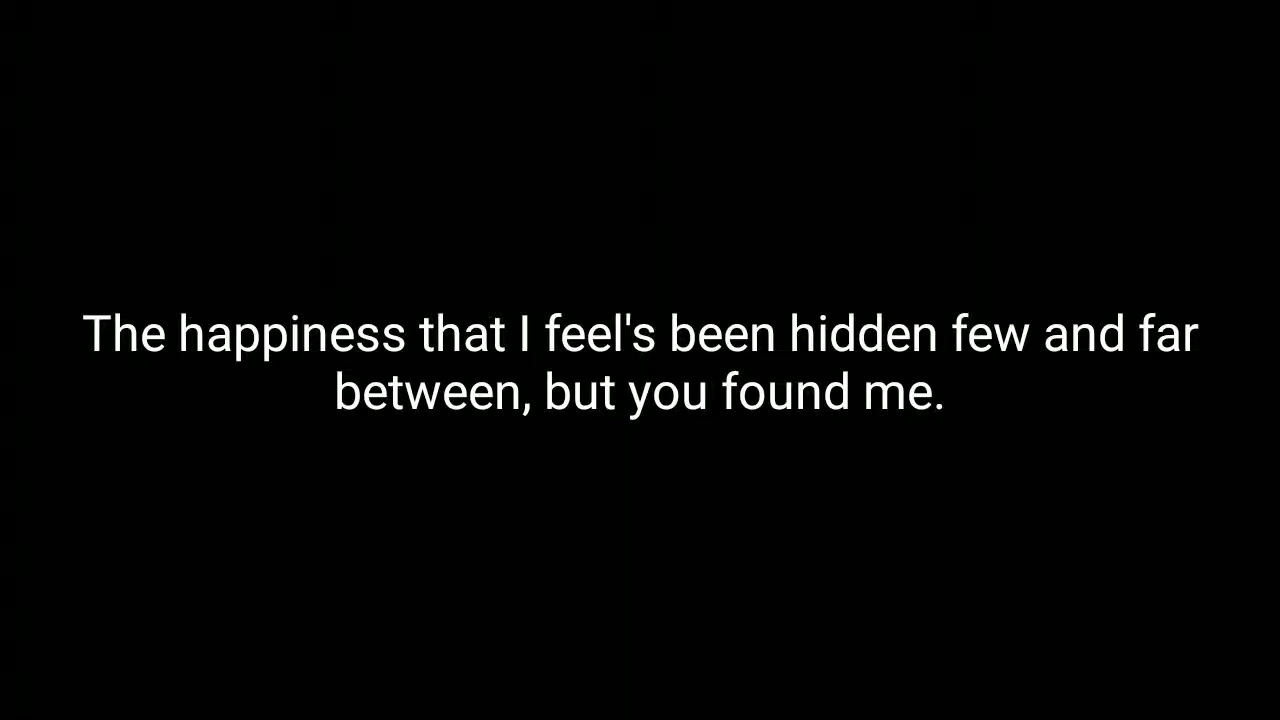 The happiness that I feel's been hidden few and far
between, but you found me.